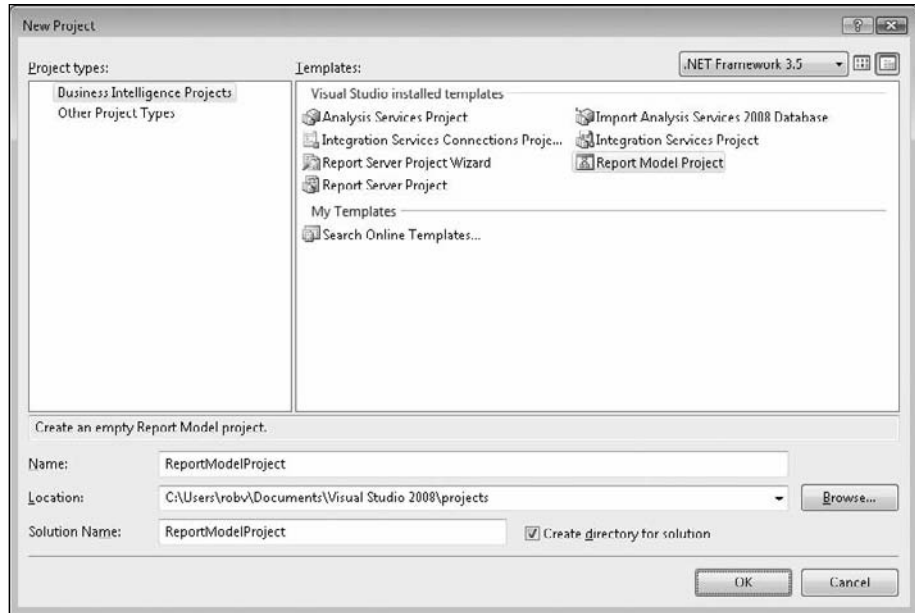 New Project
Project types:
Templates:
.NET Framework 3.5
Business Intelligence Projects
Other Project Types
Visual Studio installed templates
Analysis Services Project
Import Analysis Services 2008 Database
Integration Services Connections Proje...
Integration Services Project
Report Server Project Wizard
Report Model Project
Report Server Project
My Templates
Search Online Templates...
Create an empty Report Model project.
Name:
ReportModelProject
Location:
C:\Users\robv\Documents\Visual Studio 2008\projects
Browse...
Solution Name:
ReportModelProject
Create directory for solution
OK
Cancel